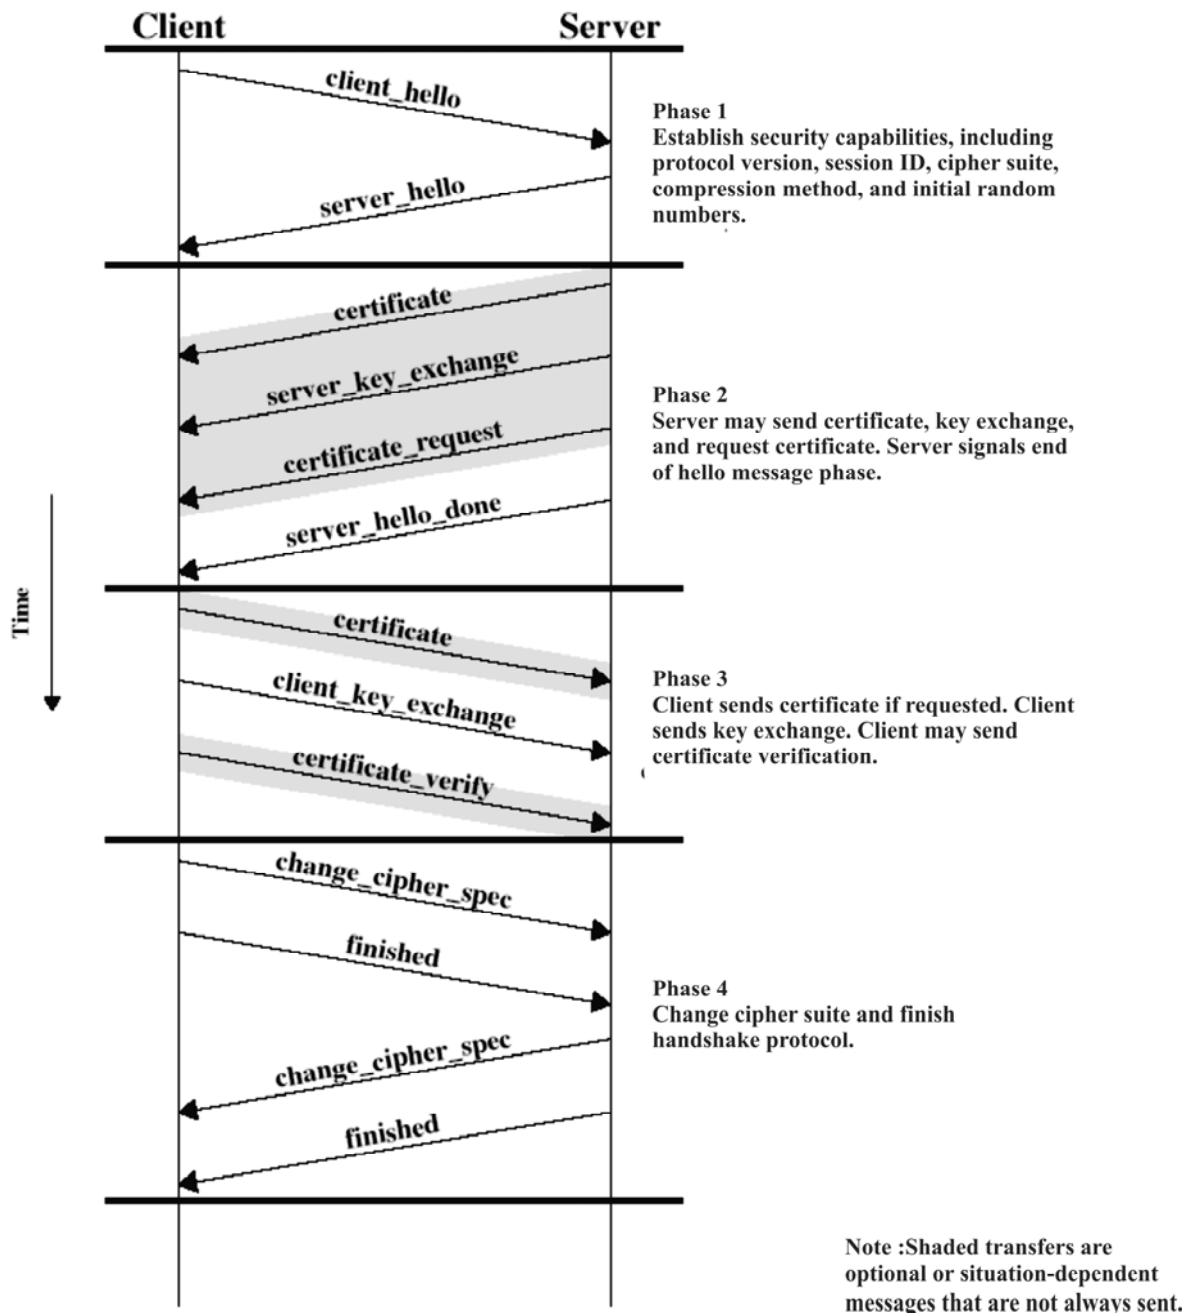 Client
Server
client_hello
server_hello
Phase 1
Establish security capabilities, including
protocol version, session ID, cipher suite,
compression method, and initial random
numbers.
certificate
server_key_exchange
certificate_request
server_hello_done
Phase 2
Server may send certificate, key exchange,
and request certificate. Server signals end
of hello message phase.
Time
certificate
client_key_exchange
certificate_verify
Phase 3
Client sends certificate if requested. Client
sends key exchange. Client may send
certificate verification.
change_cipher_spec
finished
change_cipher_spec
finished
Phase 4
Change cipher suite and finish
handshake protocol.
Note :Shaded transfers are
optional or situation-dependent
messages that are not always sent.